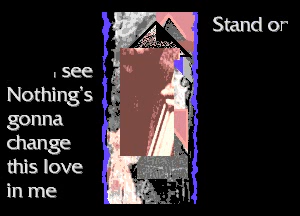 Stand or
, see
Nothing's
gonna
change
this love
in me